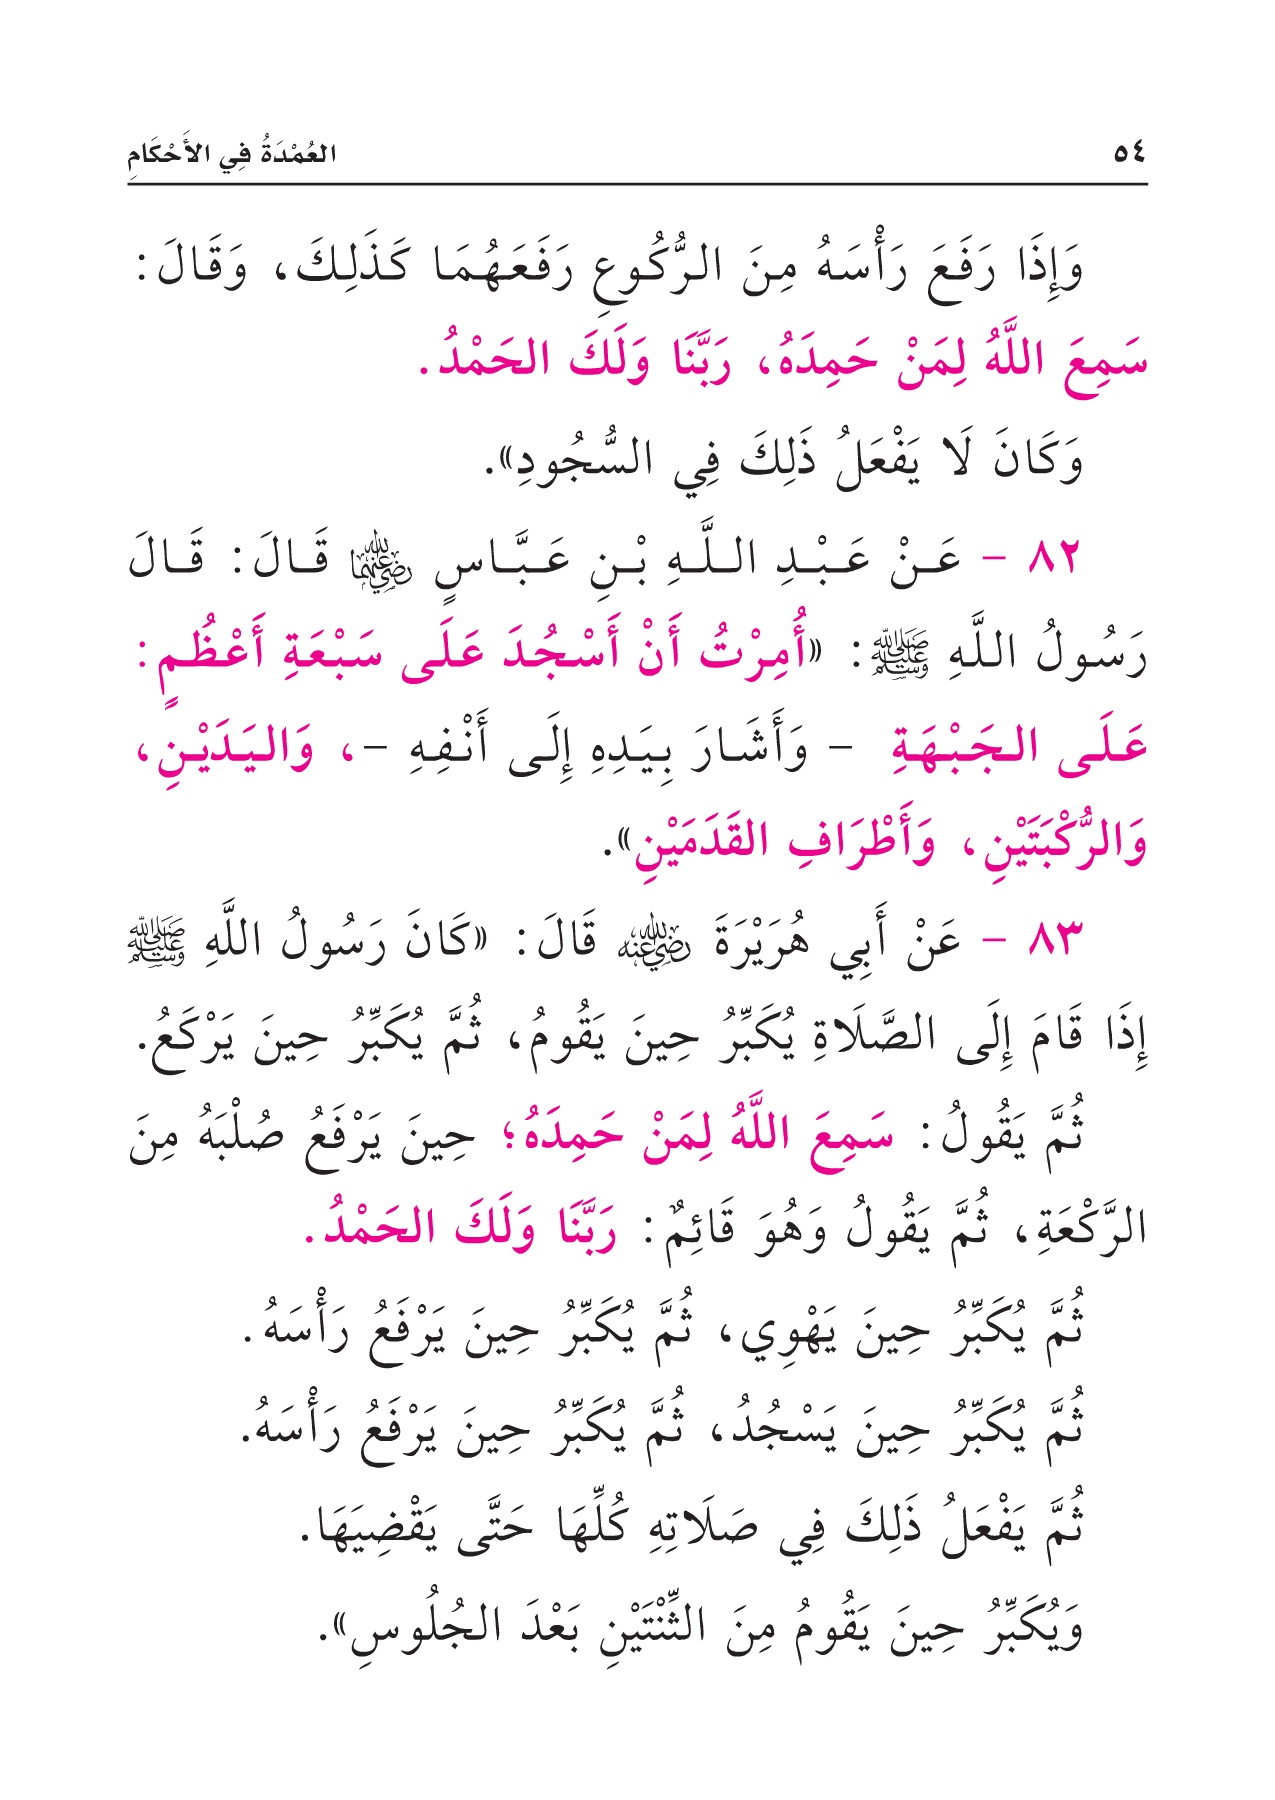 ٥٤ العُمْدَةُ فِي الأَحْكَامِ
وَإِذَا رَفَعَ رَأْسَهُ مِنَ الرُّكُوعِ رَفَعَهُمَا كَذَلِكَ، وَقَالَ:
سَمِعَ اللَّهُ لِمَنْ حَمِدَهُ، رَبَّنَا وَلَكَ الحَمْدُ.
وَكَانَ لَا يَفْعَلُ ذَلِكَ فِي السُّجُودِ».
٨٢ - عَنْ عَبْدِ اللَّهِ بْنِ عَبَّاسٍ رضي الله عنهما قَالَ: قَالَ
رَسُولُ اللَّهِ ﷺ: «أُمِرْتُ أَنْ أَسْجُدَ عَلَى سَبْعَةِ أَعْظُمٍ:
عَلَى الجَبْهَةِ - وَأَشَارَ بِيَدِهِ إِلَى أَنْفِهِ -، وَاليَدَيْنِ،
وَالرُّكْبَتَيْنِ، وَأَطْرَافِ القَدَمَيْنِ».
٨٣ - عَنْ أَبِي هُرَيْرَةَ رضي الله عنه قَالَ: «كَانَ رَسُولُ اللَّهِ ﷺ
إِذَا قَامَ إِلَى الصَّلَاةِ يُكَبِّرُ حِينَ يَقُومُ، ثُمَّ يُكَبِّرُ حِينَ يَرْكَعُ.
ثُمَّ يَقُولُ: سَمِعَ اللَّهُ لِمَنْ حَمِدَهُ؛ حِينَ يَرْفَعُ صُلْبَهُ مِنَ
الرَّكْعَةِ، ثُمَّ يَقُولُ وَهُوَ قَائِمٌ: رَبَّنَا وَلَكَ الحَمْدُ.
ثُمَّ يُكَبِّرُ حِينَ يَهْوِي، ثُمَّ يُكَبِّرُ حِينَ يَرْفَعُ رَأْسَهُ.
ثُمَّ يُكَبِّرُ حِينَ يَسْجُدُ، ثُمَّ يُكَبِّرُ حِينَ يَرْفَعُ رَأْسَهُ.
ثُمَّ يَفْعَلُ ذَلِكَ فِي صَلَاتِهِ كُلِّهَا حَتَّى يَقْضِيَهَا.
وَيُكَبِّرُ حِينَ يَقُومُ مِنَ الثِّنْتَيْنِ بَعْدَ الجُلُوسِ».